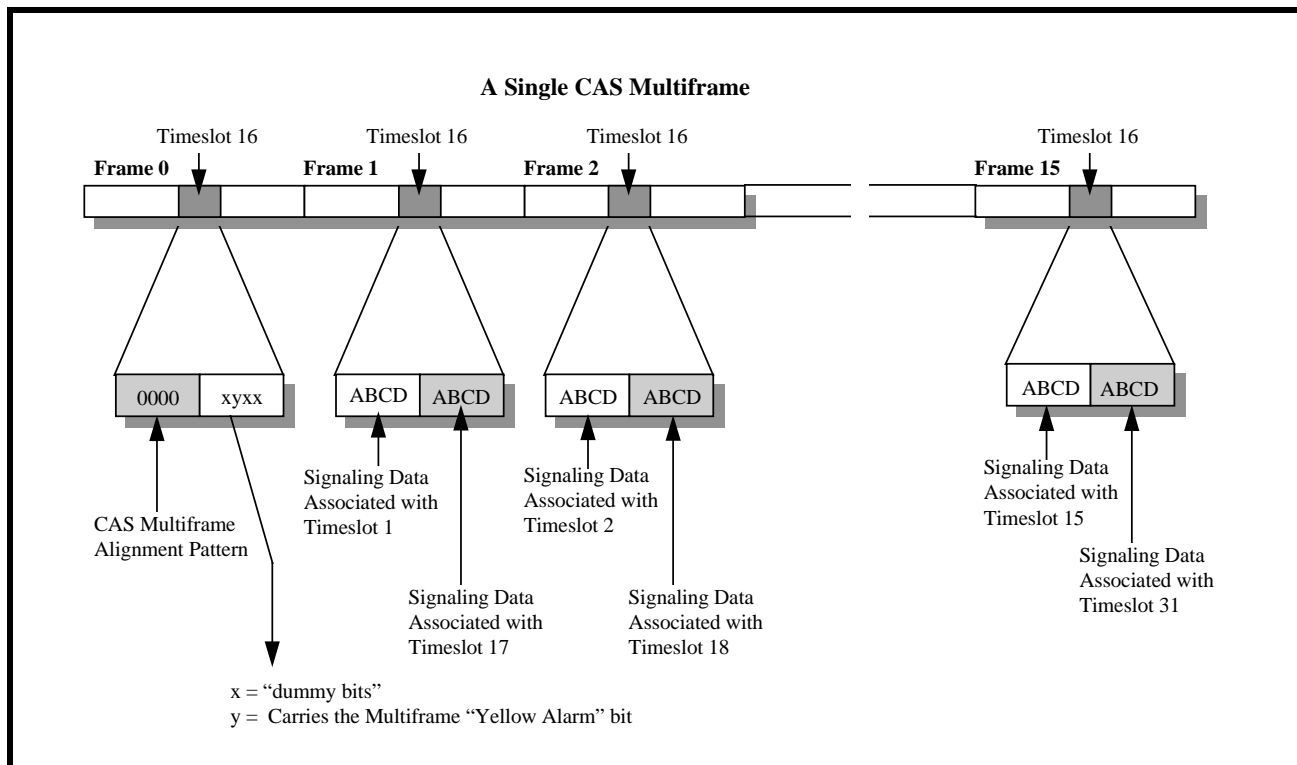 A Single CAS Multiframe
Timeslot 16
Timeslot 16
Timeslot 16
Timeslot 16
Frame 0
Frame 1
Frame 2
Frame 15
0000
xyxx
ABCD
ABCD
ABCD
ABCD
ABCD
ABCD
CAS Multiframe
Alignment Pattern
Signaling Data
Associated with
Timeslot 1
Signaling Data
Associated with
Timeslot 17
Signaling Data
Associated with
Timeslot 2
Signaling Data
Associated with
Timeslot 18
Signaling Data
Associated with
Timeslot 15
Signaling Data
Associated with
Timeslot 31
x = “dummy bits”
y = Carries the Multiframe “Yellow Alarm” bit